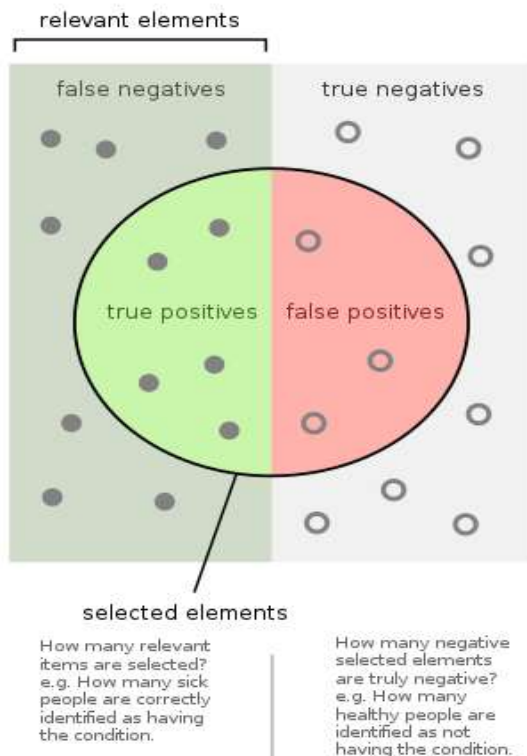 relevant elements
false negatives
true negatives
true positives
false positives
selected elements
How many relevant
items are selected?
e.g. How many sick
people are correctly
identified as having
the condition.
How many negative
selected elements
are truly negative?
e.g. How many
healthy people are
identified as not
having the condition.